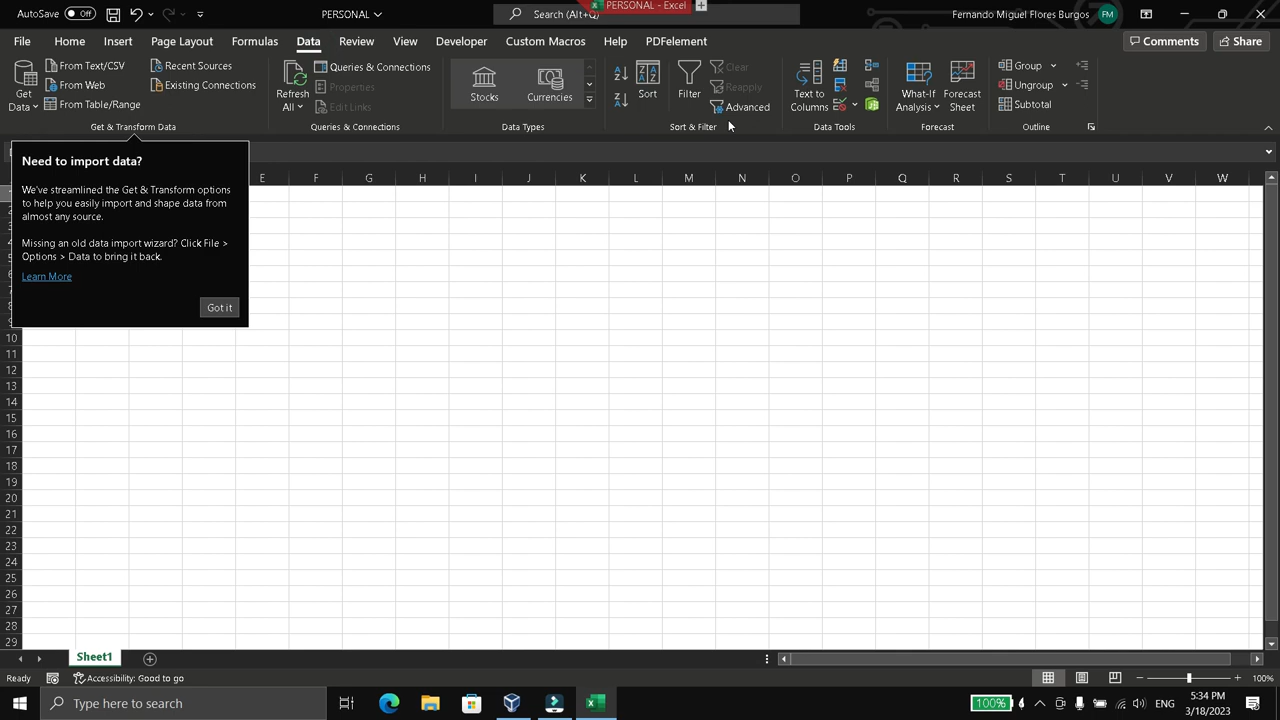 AutoSave Off
PERSONAL
Search (Alt+Q)
PERSONAL - Excel
Fernando Miguel Flores Burgos FM
File Home Insert Page Layout Formulas Data Review View Developer Custom Macros Help PDFelement
Comments Share
Get Data
From Text/CSV
From Web
From Table/Range
Recent Sources
Existing Connections
Get & Transform Data
Refresh All
Queries & Connections
Properties
Edit Links
Queries & Connections
Stocks
Currencies
Data Types
Sort
Filter
Clear
Reapply
Advanced
Sort & Filter
Text to Columns
Data Tools
What-If Analysis
Forecast Sheet
Forecast
Group
Ungroup
Subtotal
Outline
Need to import data?
We've streamlined the Get & Transform options
to help you easily import and shape data from
almost any source.
Missing an old data import wizard? Click File >
Options > Data to bring it back.
Learn More
Got it
E F G H I J K L M N O P Q R S T U V W
10
11
12
13
14
15
16
17
18
19
20
21
22
23
24
25
26
27
28
29
Sheet1
Ready
Accessibility: Good to go
100%
Type here to search
100%
ENG
5:34 PM
3/18/2023